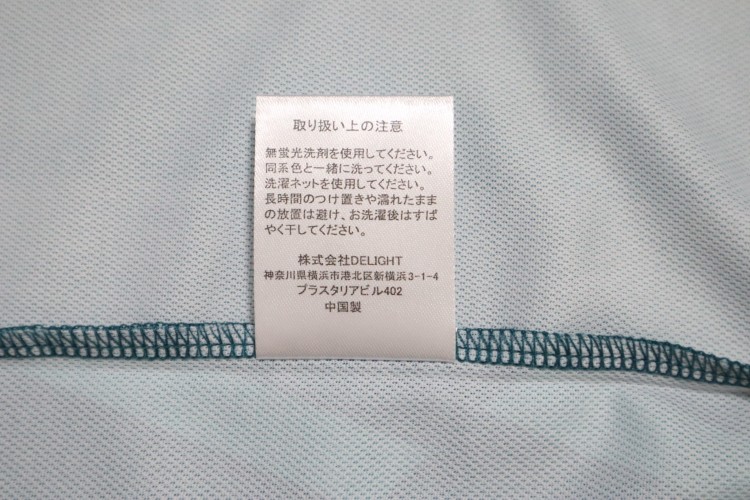 取り扱い上の注意
無蛍光洗剤を使用してください。
同系色と一緒に洗ってください。
洗濯ネットを使用してください。
長時間のつけ置きや濡れたまま
の放置は避け、お洗濯後はすば
やく干してください。
株式会社DELIGHT
神奈川県横浜市港北区新横浜3-1-4
プラスタリアビル402
中国製